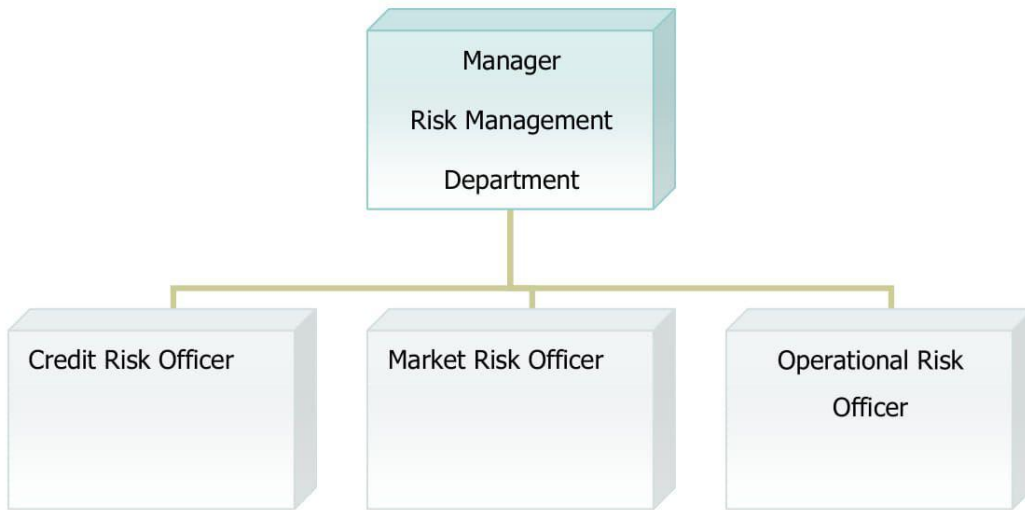 Manager
Risk Management
Department
Credit Risk Officer
Market Risk Officer
Operational Risk
Officer